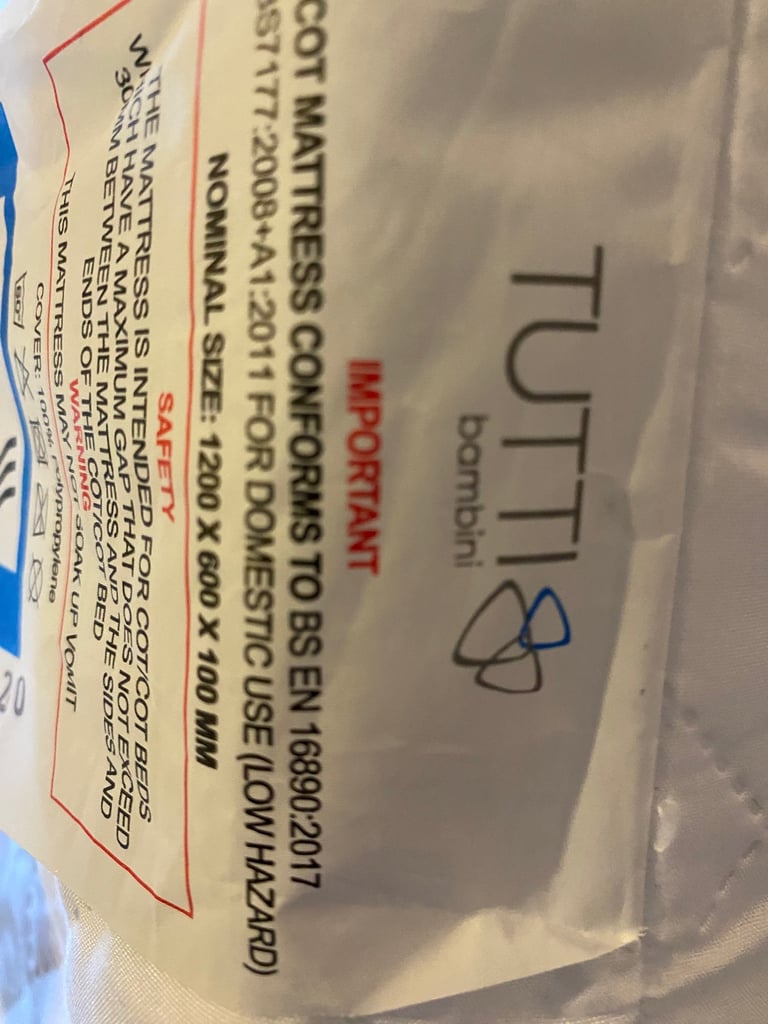 TUTTI
bambini
IMPORTANT
COT MATTRESS CONFORMS TO BS EN 16890:2017
BS7177:2008+A1:2011 FOR DOMESTIC USE (LOW HAZARD)
NOMINAL SIZE: 1200 X 600 X 100 MM
SAFETY
THE MATTRESS IS INTENDED FOR COT/COT BEDS
WHICH HAVE A MAXIMUM GAP THAT DOES NOT EXCEED
30MM BETWEEN THE MATTRESS AND THE SIDES AND
ENDS OF THE COT/COT BED
WARNING
THIS MATTRESS MAY NOT SOAK UP VOMIT
COVER: 100% polypropylene
60°
20